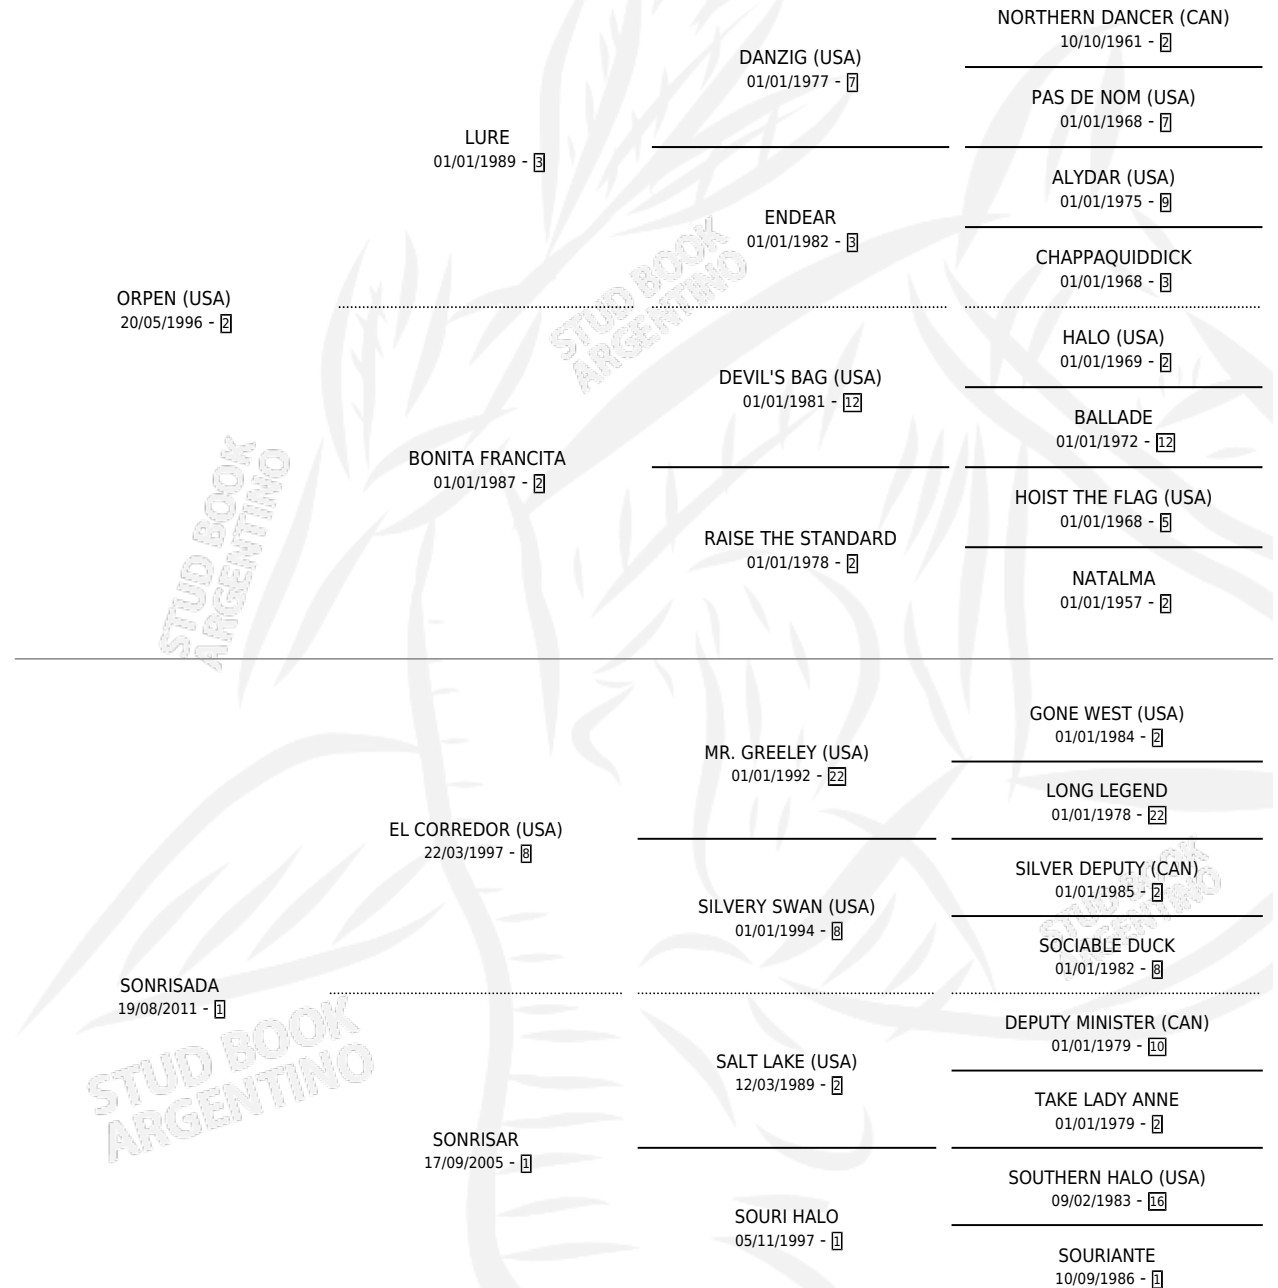 NORTHERN DANCER (CAN)
10/10/1961 - 2
DANZIG (USA)
01/01/1977 - 7
PAS DE NOM (USA)
01/01/1968 - 7
LURE
01/01/1989 - 3
ALYDAR (USA)
01/01/1975 - 9
ENDEAR
01/01/1982 - 3
CHAPPAQUIDDICK
01/01/1968 - 3
ORPEN (USA)
20/05/1996 - 2
HALO (USA)
01/01/1969 - 2
DEVIL'S BAG (USA)
01/01/1981 - 12
BALLADE
01/01/1972 - 12
BONITA FRANCITA
01/01/1987 - 2
HOIST THE FLAG (USA)
01/01/1968 - 5
RAISE THE STANDARD
01/01/1978 - 2
NATALMA
01/01/1957 - 2
GONE WEST (USA)
01/01/1984 - 2
MR. GREELEY (USA)
01/01/1992 - 22
LONG LEGEND
01/01/1978 - 22
EL CORREDOR (USA)
22/03/1997 - 8
SILVER DEPUTY (CAN)
01/01/1985 - 2
SILVERY SWAN (USA)
01/01/1994 - 8
SOCIABLE DUCK
01/01/1982 - 8
SONRISADA
19/08/2011 - 1
DEPUTY MINISTER (CAN)
01/01/1979 - 10
SALT LAKE (USA)
12/03/1989 - 2
TAKE LADY ANNE
01/01/1979 - 2
SONRISAR
17/09/2005 - 1
SOUTHERN HALO (USA)
09/02/1983 - 16
SOURI HALO
05/11/1997 - 1
SOURIANTE
10/09/1986 - 1
STUD BOOK
ARGENTINO
STUD BOOK
ARGENTINO
STUD BOOK
ARGENTINO
STUD BOOK
ARGENTINO